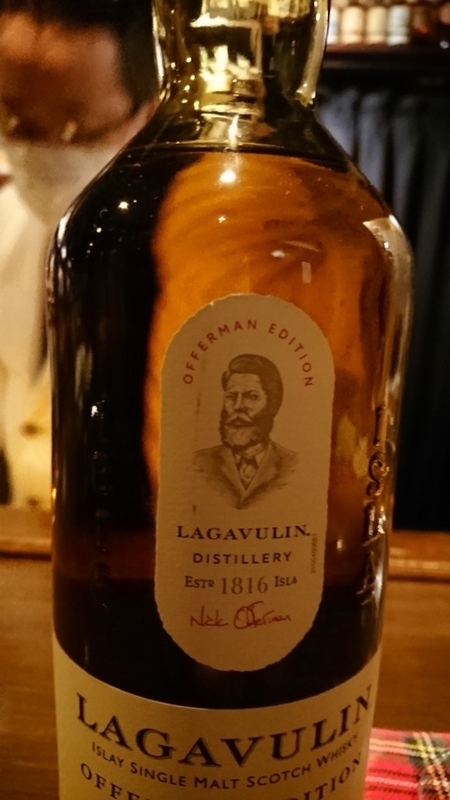 OFFERMAN EDITION
LAGAVULIN.
DISTILLERY
ESTD 1816 ISLA
Nick Offerman
LAGAVULIN
ISLAY SINGLE MALT SCOTCH WHISKY